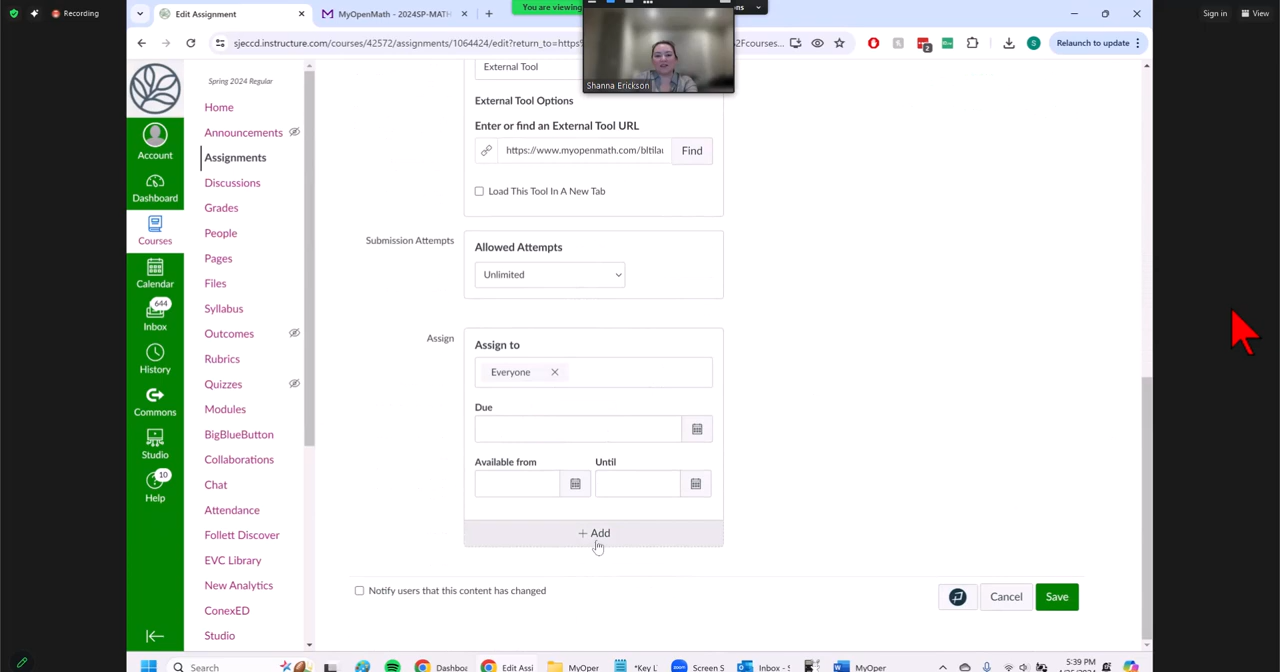 Recording
Edit Assignment
MyOpenMath - 2024SP-MATH
You are viewing
Sign in
View
sjeccd.instructure.com/courses/42572/assignments/1064424/edit?return_to=https
2Fcourses...
2
S
Relaunch to update
Shanna Erickson
Spring 2024 Regular
Home
Announcements
Assignments
Discussions
Grades
People
Pages
Files
Syllabus
Outcomes
Rubrics
Quizzes
Modules
BigBlueButton
Collaborations
Chat
Attendance
Follett Discover
EVC Library
New Analytics
ConexED
Studio
Account
Dashboard
Courses
Calendar
644
Inbox
History
Commons
Studio
10
Help
External Tool
External Tool Options
Enter or find an External Tool URL
https://www.myopenmath.com/bltilau
Find
Load This Tool In A New Tab
Submission Attempts
Allowed Attempts
Unlimited
Assign
Assign to
Everyone
Due
Available from
Until
+ Add
Notify users that this content has changed
Cancel
Save
Search
Dashboo
Edit Assi
MyOper
*Key L
Screen S
Inbox - S
MyOper
5:39 PM